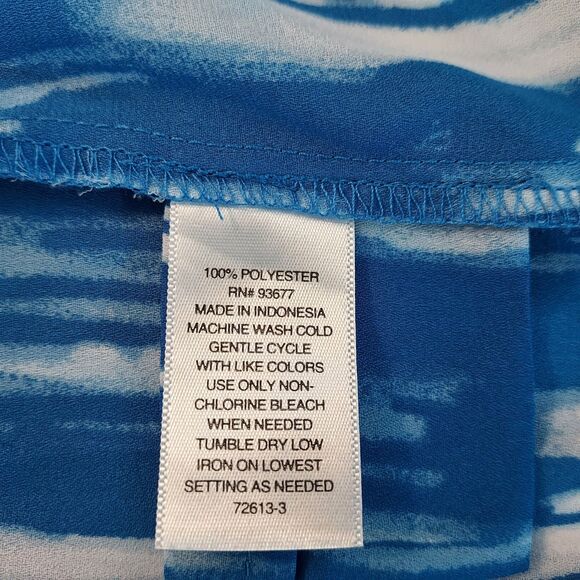 100% POLYESTER
RN# 93677
MADE IN INDONESIA
MACHINE WASH COLD
GENTLE CYCLE
WITH LIKE COLORS
USE ONLY NON-
CHLORINE BLEACH
WHEN NEEDED
TUMBLE DRY LOW
IRON ON LOWEST
SETTING AS NEEDED
72613-3